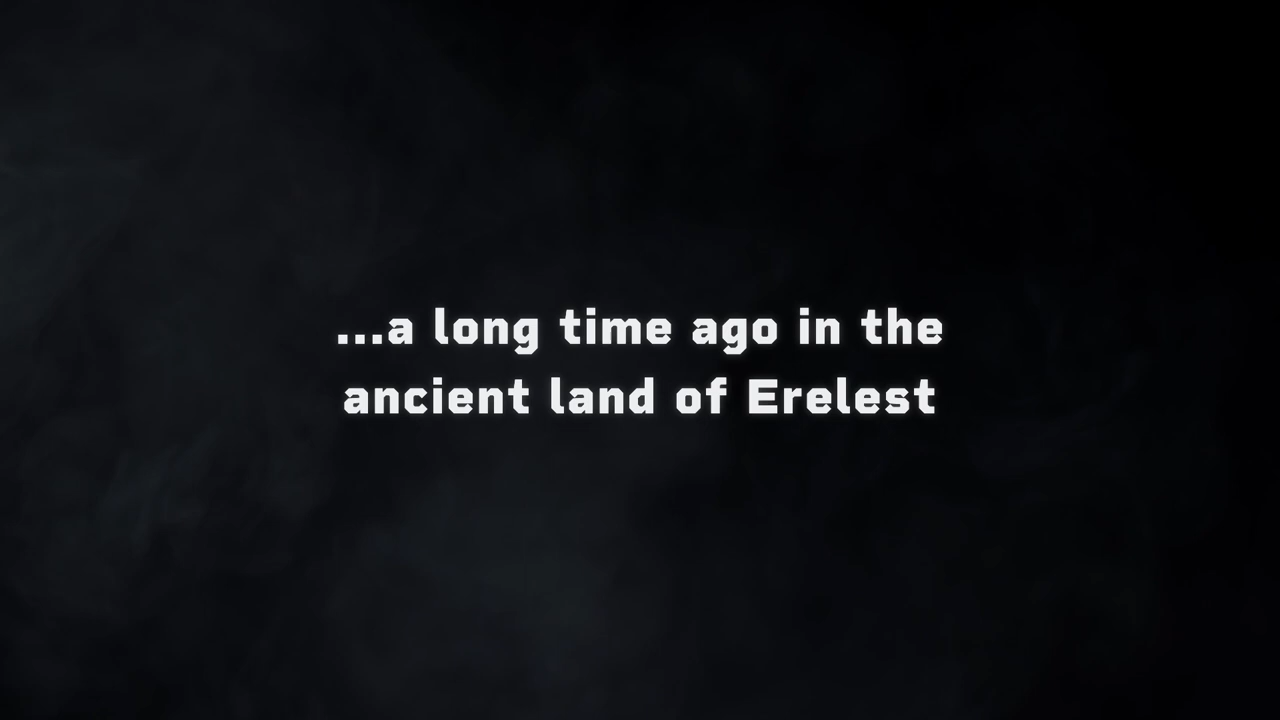 ...a long time ago in the
ancient land of Erelest